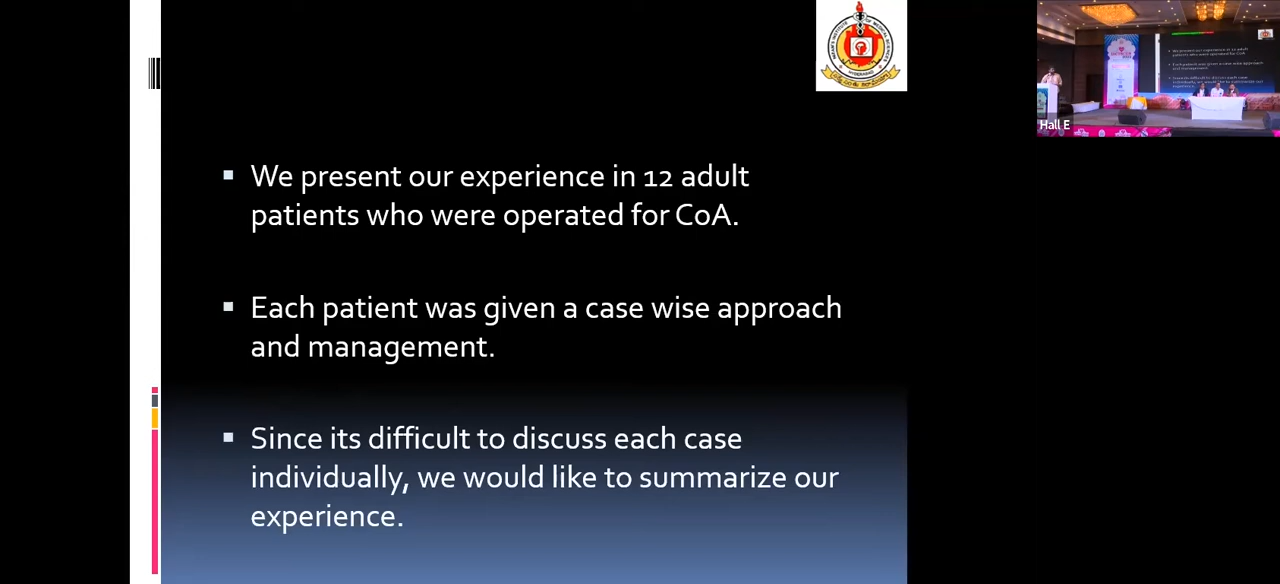 We present our experience in 12 adult
patients who were operated for CoA.
Each patient was given a case wise approach
and management.
Since its difficult to discuss each case
individually, we would like to summarize our
experience.
Hall E